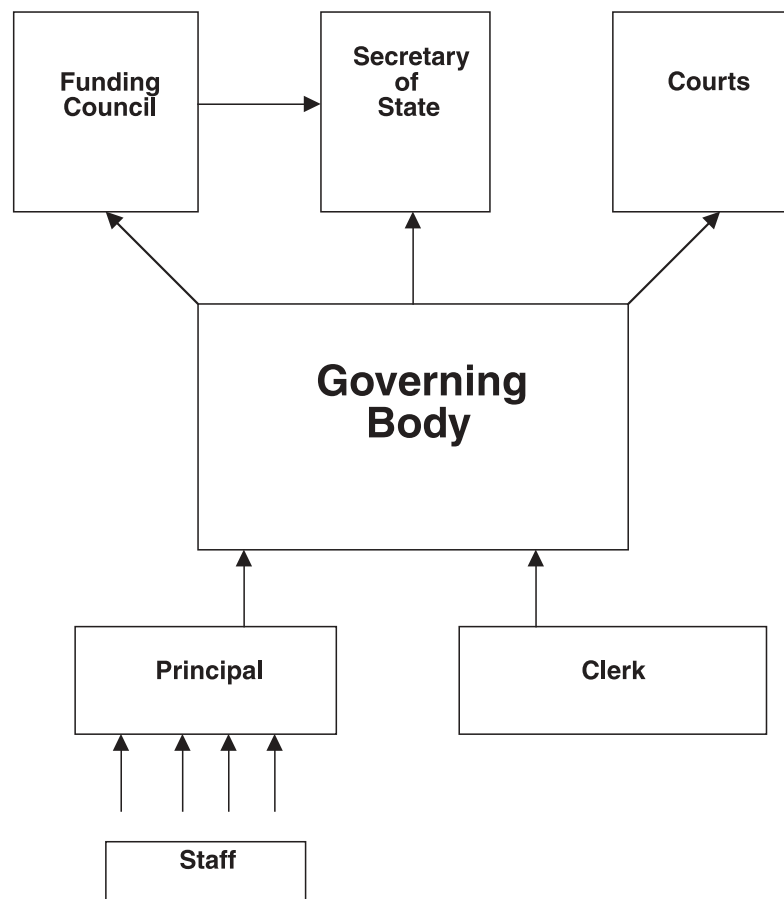 Funding
Council
Secretary
of
State
Courts
Governing
Body
Principal
Clerk
Staff